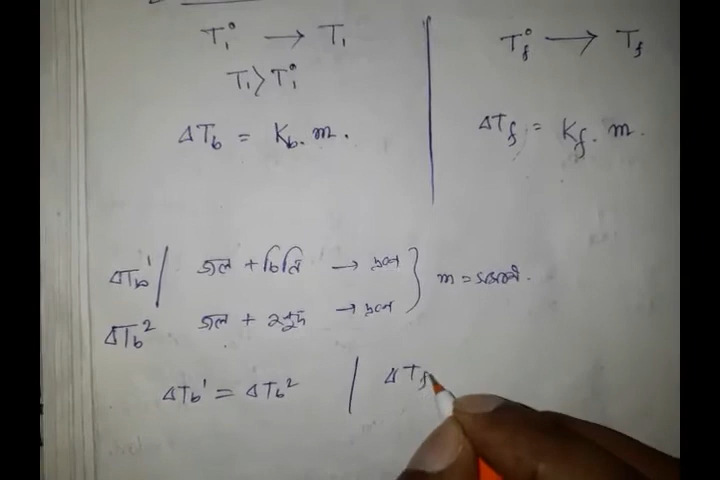 T₁° → T₁
T₁ > T₁°
ΔT_b = K_b. m.
T_f° → T_f
ΔT_f = K_f. m.
ΔT_b¹ | জল + চিনি → দ্রবণ
ΔT_b² জল + হলুদ → দ্রবণ
} m = সমান.
ΔT_b¹ = ΔT_b² | ΔT_f